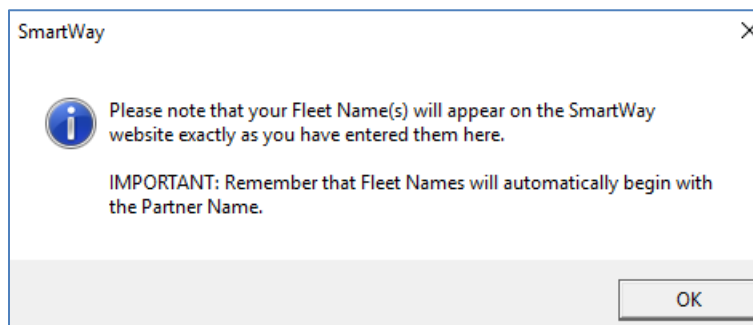 SmartWay
Please note that your Fleet Name(s) will appear on the SmartWay
website exactly as you have entered them here.
IMPORTANT: Remember that Fleet Names will automatically begin with
the Partner Name.
OK